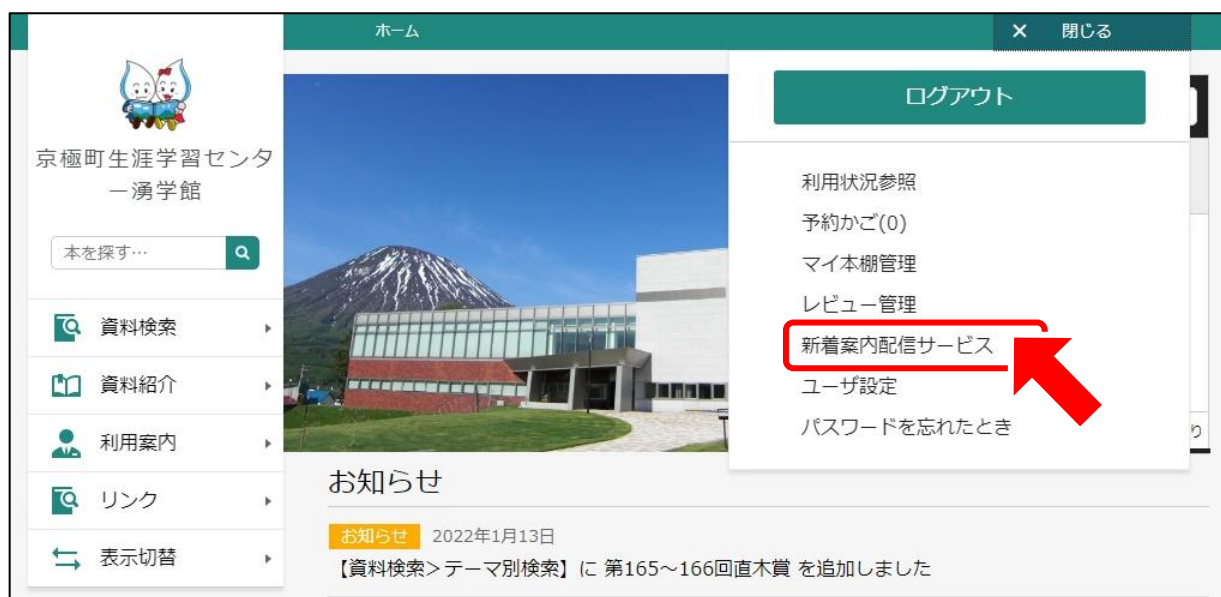 ホーム
× 閉じる
京極町生涯学習センタ
ー湧学館
本を探す…
資料検索
資料紹介
利用案内
リンク
表示切替
ログアウト
利用状況参照
予約かご(0)
マイ本棚管理
レビュー管理
新着案内配信サービス
ユーザ設定
パスワードを忘れたとき
り
お知らせ
お知らせ 2022年1月13日
【資料検索>テーマ別検索】に 第165～166回直木賞 を追加しました